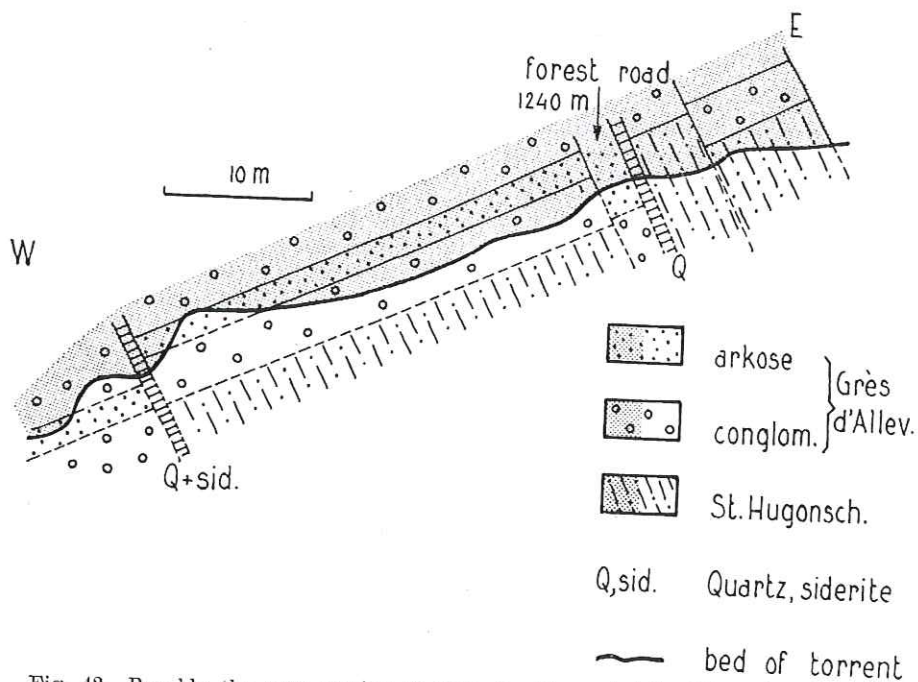 E
forest road
1240 m
10 m
W
Q
Q+sid.
arkose
conglom.
Grès
d'Allev.
St. Hugonsch.
Q,sid. Quartz, siderite
bed of torrent